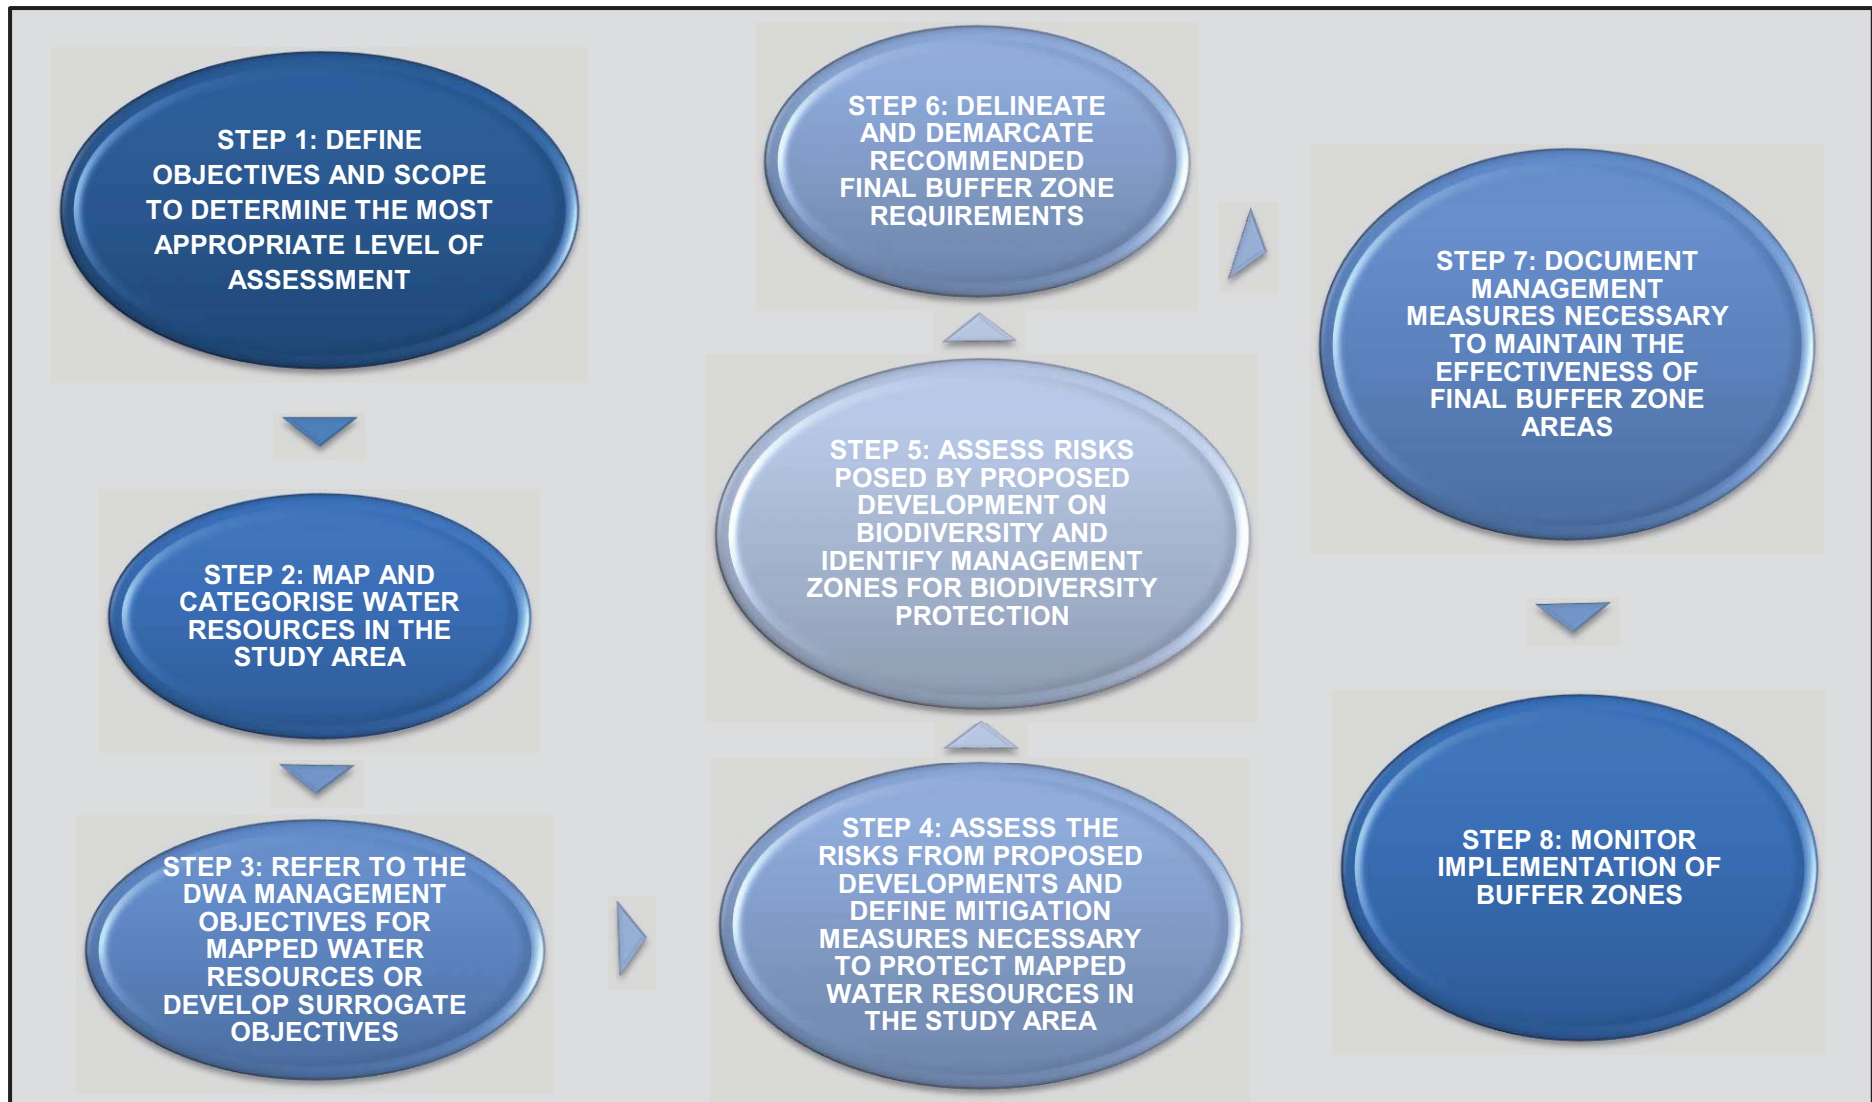 STEP 1: DEFINE
OBJECTIVES AND SCOPE
TO DETERMINE THE MOST
APPROPRIATE LEVEL OF
ASSESSMENT
STEP 2: MAP AND
CATEGORISE WATER
RESOURCES IN THE
STUDY AREA
STEP 3: REFER TO THE
DWA MANAGEMENT
OBJECTIVES FOR
MAPPED WATER
RESOURCES OR
DEVELOP SURROGATE
OBJECTIVES
STEP 4: ASSESS THE
RISKS FROM PROPOSED
DEVELOPMENTS AND
DEFINE MITIGATION
MEASURES NECESSARY
TO PROTECT MAPPED
WATER RESOURCES IN
THE STUDY AREA
STEP 5: ASSESS RISKS
POSED BY PROPOSED
DEVELOPMENT ON
BIODIVERSITY AND
IDENTIFY MANAGEMENT
ZONES FOR BIODIVERSITY
PROTECTION
STEP 6: DELINEATE
AND DEMARCATE
RECOMMENDED
FINAL BUFFER ZONE
REQUIREMENTS
STEP 7: DOCUMENT
MANAGEMENT
MEASURES NECESSARY
TO MAINTAIN THE
EFFECTIVENESS OF
FINAL BUFFER ZONE
AREAS
STEP 8: MONITOR
IMPLEMENTATION OF
BUFFER ZONES